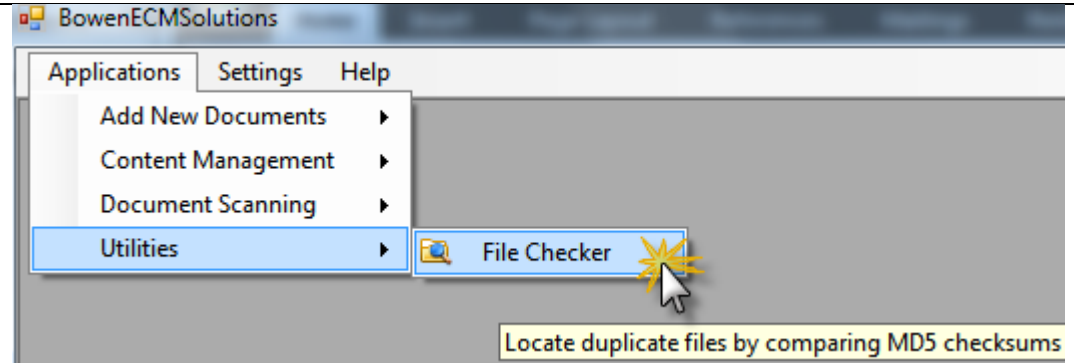 BowenECMSolutions
Applications Settings Help
Add New Documents
Content Management
Document Scanning
Utilities
File Checker
Locate duplicate files by comparing MD5 checksums